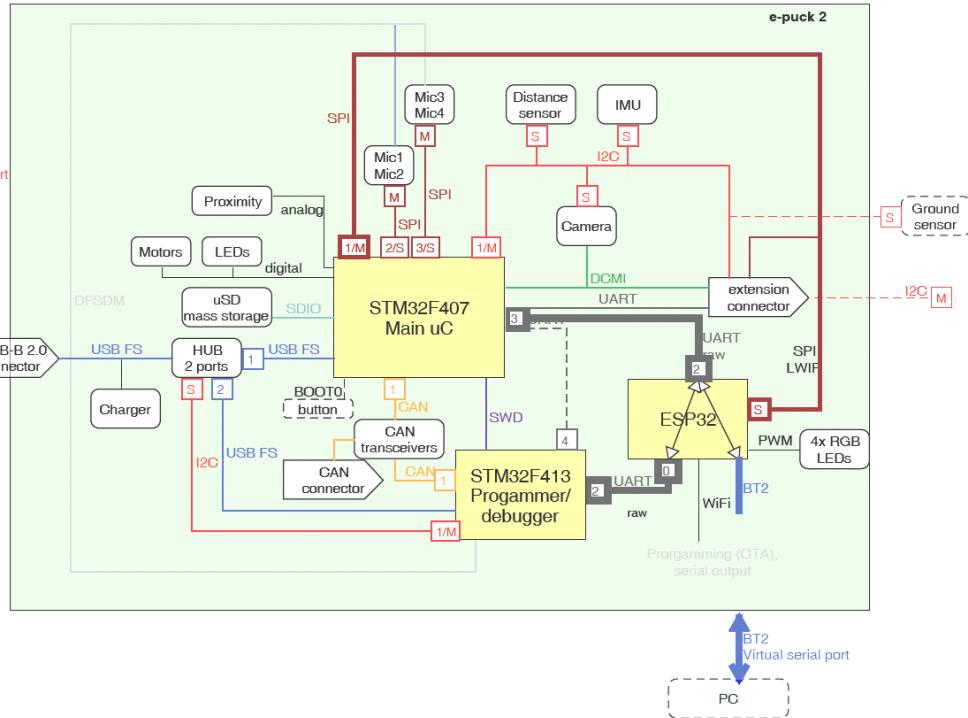 e-puck 2
Mic3
Mic4
Distance
sensor
IMU
SPI
M
S
S
I2C
Mic1
Mic2
rt
Proximity
analog
M
SPI
SPI
S
Camera
S
Ground
sensor
Motors
LEDs
digital
1/M
2/S
3/S
1/M
DCMI
I2C
M
DFSDM
uSD
mass storage
SDIO
STM32F407
Main uC
UART
extension
connector
3
UART
raw
B-B 2.0
nector
USB FS
HUB
2 ports
1
USB FS
SPI
LWIP
2
S
2
BOOT0
button
1
CAN
Charger
ESP32
S
SWD
PWM
4x RGB
LEDs
CAN
transceivers
4
I2C
USB FS
CAN
connector
CAN
1
STM32F413
Progammer/
debugger
0
2
UART
raw
WiFi
BT2
1/M
Prorgamming (OTA),
serial output
BT2
Virtual serial port
PC